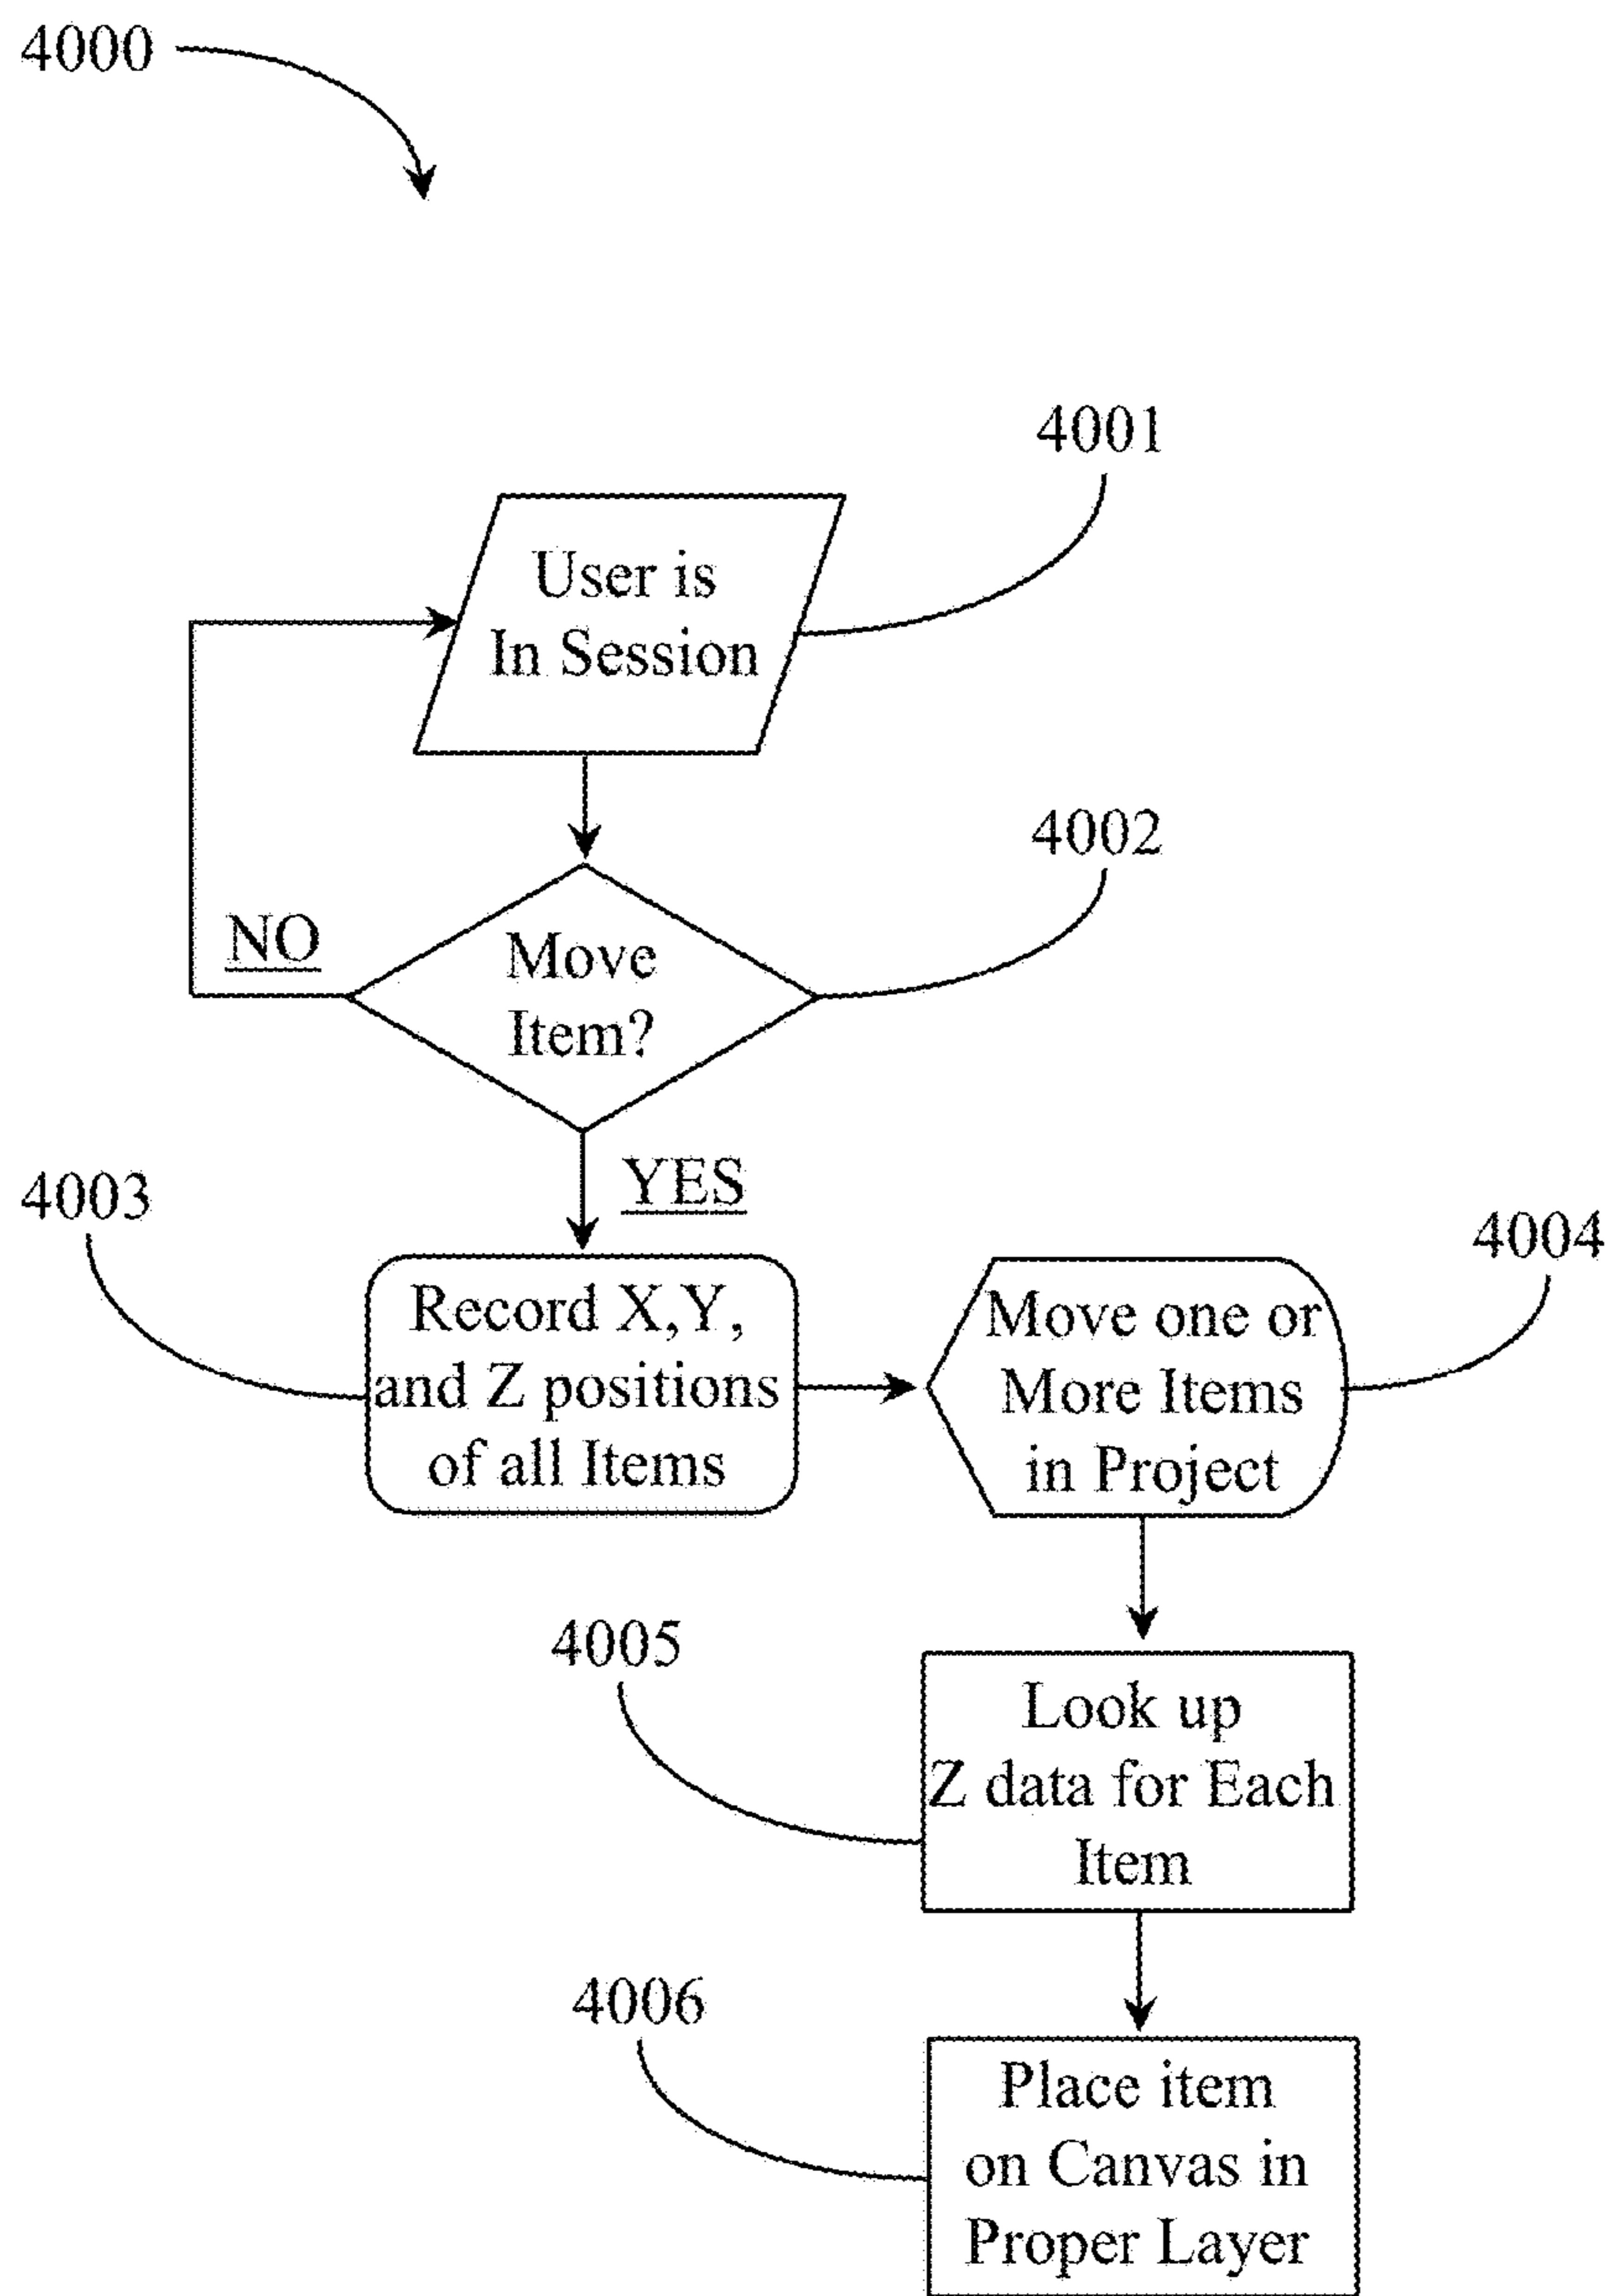 4000
4001
User is
In Session
4002
NO
Move
Item?
YES
4003
4004
Record X,Y,
and Z positions
of all Items
Move one or
More Items
in Project
4005
Look up
Z data for Each
Item
4006
Place item
on Canvas in
Proper Layer